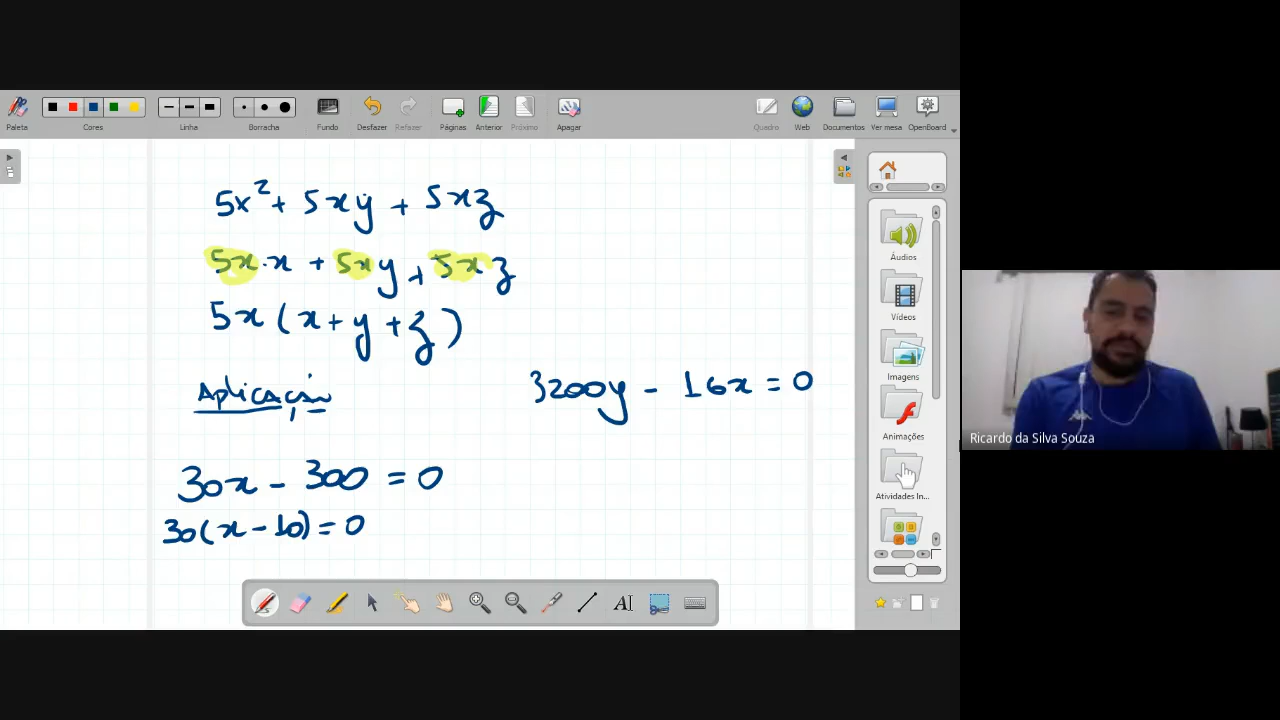 Paleta Cores Linha Borracha Fundo Desfazer Refazer Páginas Anterior Próximo Apagar Quadro Web Documentos Ver mesa OpenBoard
5x² + 5xy + 5xz
5x·x + 5xy + 5xz
5x(x + y + z)
Aplicação
3200y - 16x = 0
30x - 300 = 0
30(x - 10) = 0
Áudios
Vídeos
Imagens
Animações
Atividades In...
Ricardo da Silva Souza